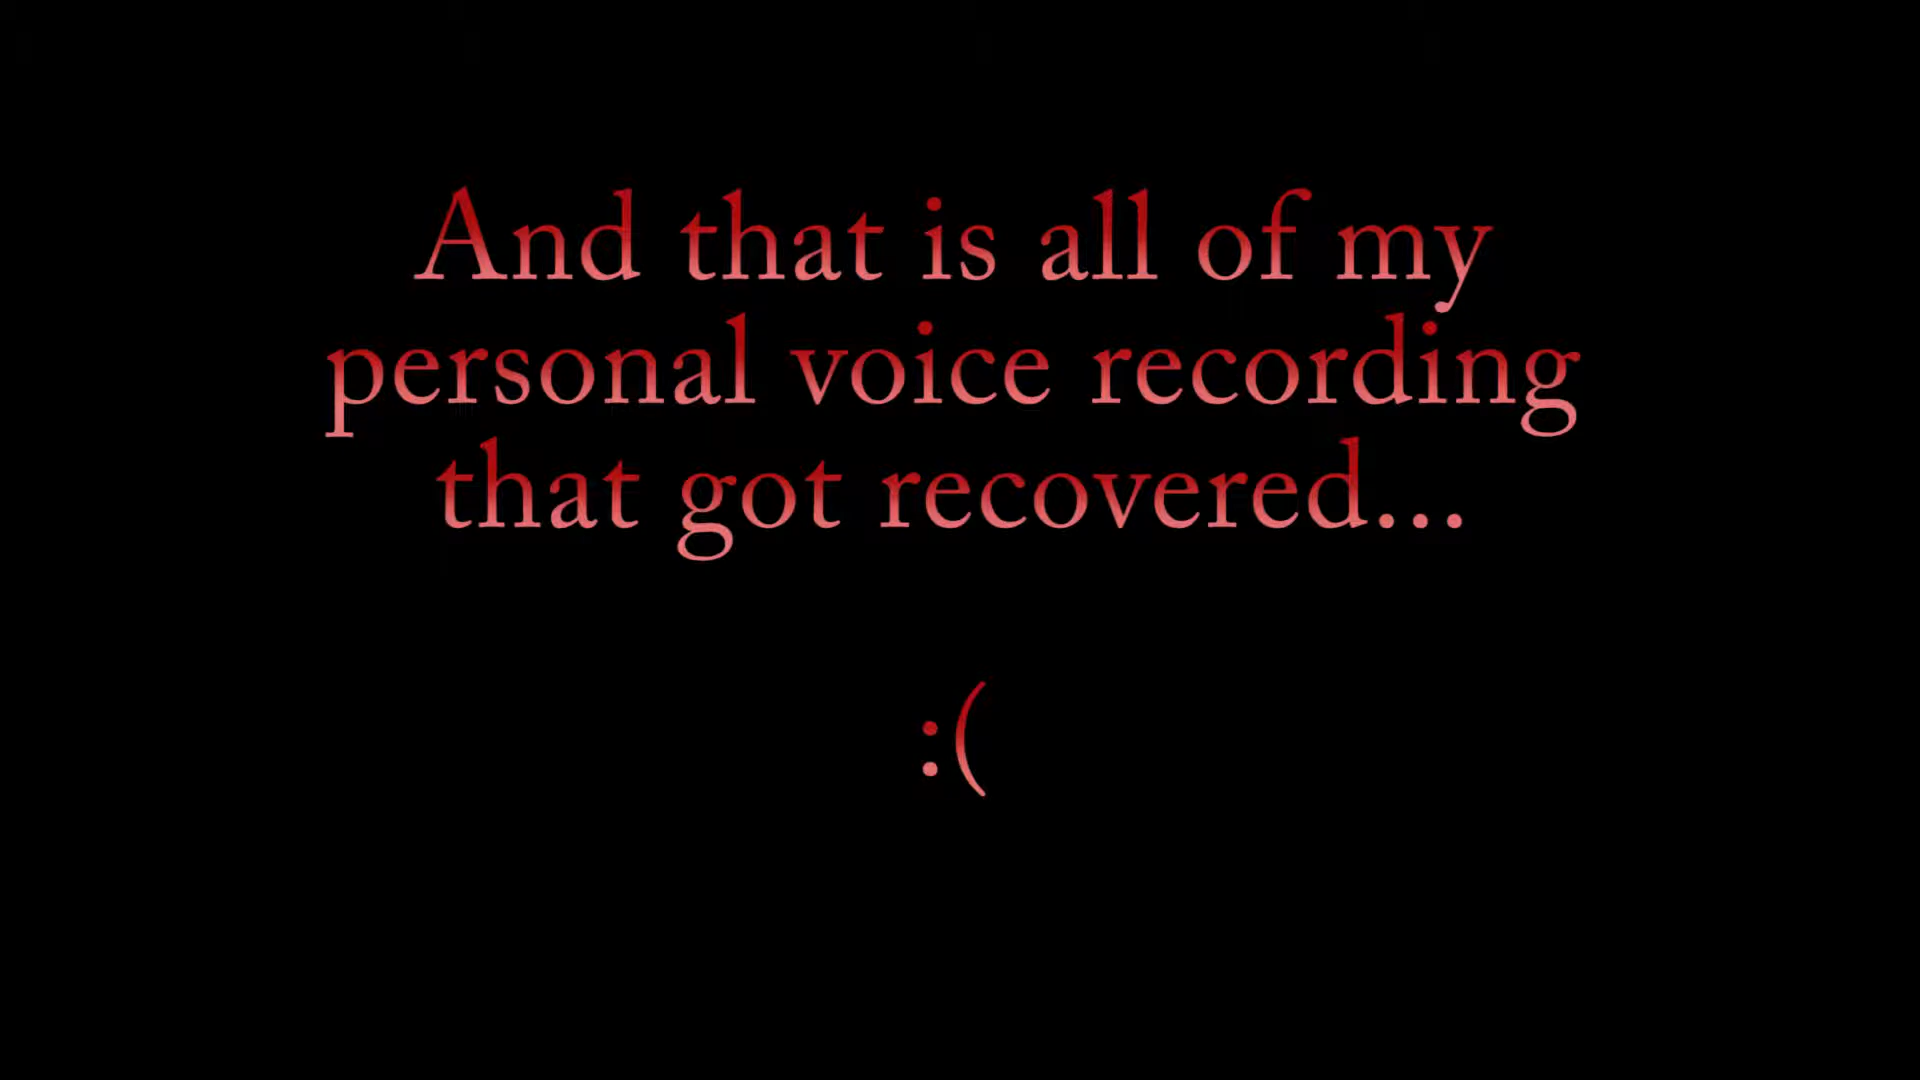 And that is all of my
personal voice recording
that got recovered...
:(